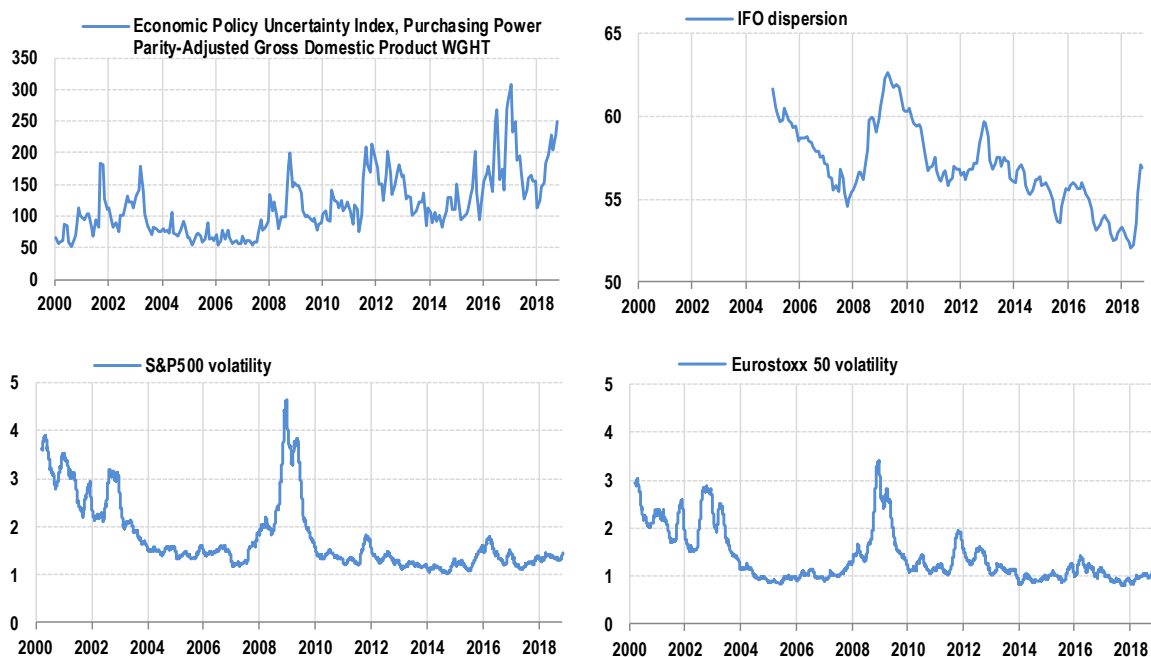 Economic Policy Uncertainty Index, Purchasing Power
Parity-Adjusted Gross Domestic Product WGHT
350
300
250
200
150
100
50
0
2000 2002 2004 2006 2008 2010 2012 2014 2016 2018
IFO dispersion
65
60
55
50
2000 2002 2004 2006 2008 2010 2012 2014 2016 2018
S&P500 volatility
5
4
3
2
1
0
2000 2002 2004 2006 2008 2010 2012 2014 2016 2018
Eurostoxx 50 volatility
5
4
3
2
1
0
2000 2002 2004 2006 2008 2010 2012 2014 2016 2018